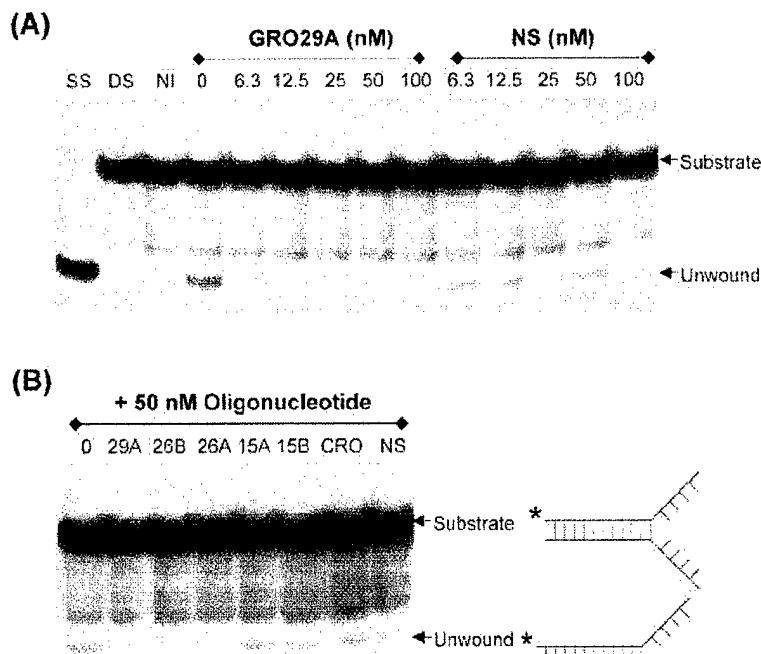 (A)
GRO29A (nM) NS (nM)
SS DS NI 0 6.3 12.5 25 50 100 6.3 12.5 25 50 100
Substrate
Unwound
(B)
+ 50 nM Oligonucleotide
0 29A 26B 26A 15A 15B CRO NS
Substrate *
Unwound *